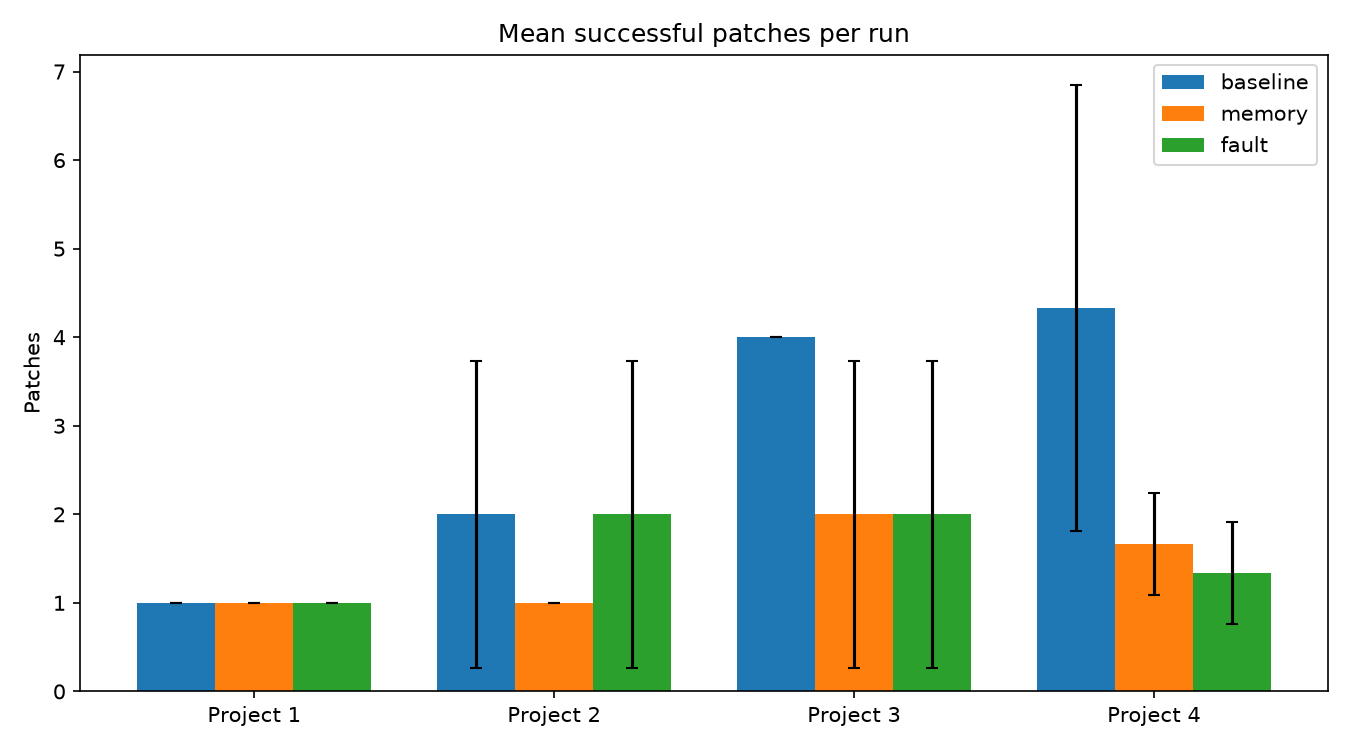 Mean successful patches per run
7
6
5
4
3
2
1
0
Patches
baseline
memory
fault
Project 1
Project 2
Project 3
Project 4